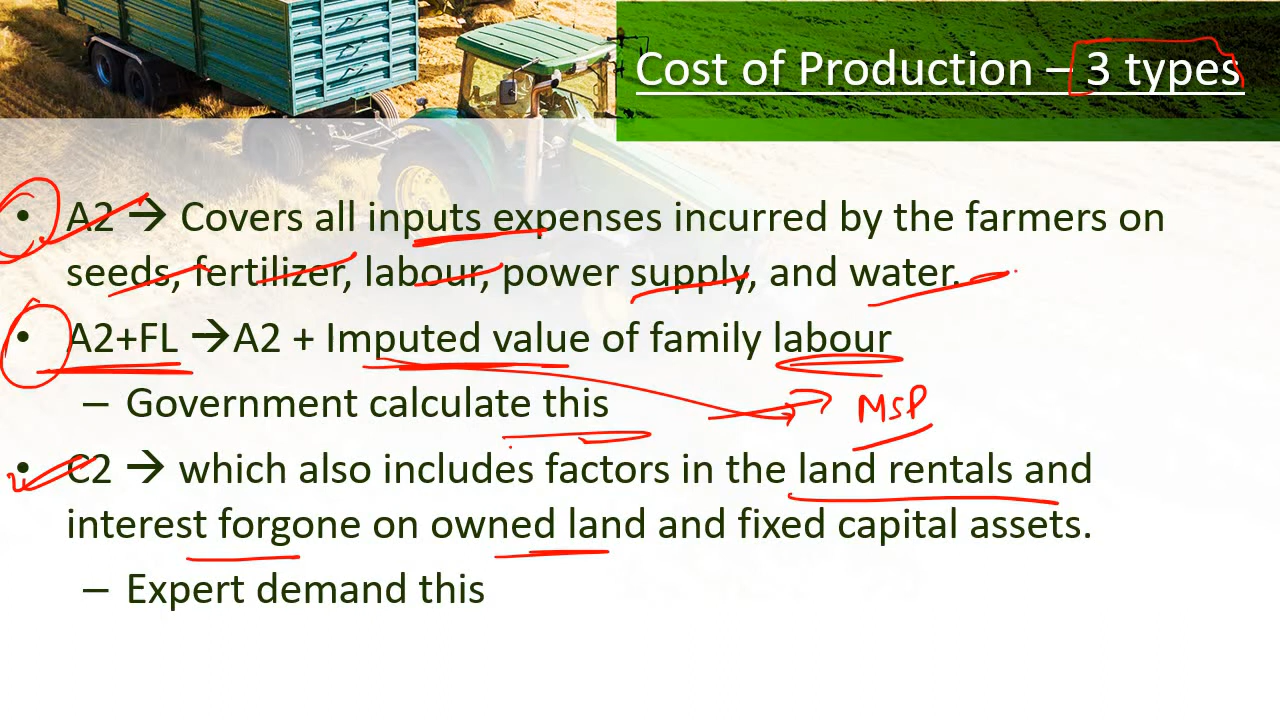 Cost of Production – 3 types
• A2 → Covers all inputs expenses incurred by the farmers on
seeds, fertilizer, labour, power supply, and water.
• A2+FL →A2 + Imputed value of family labour
– Government calculate this
MSP
• C2 → which also includes factors in the land rentals and
interest forgone on owned land and fixed capital assets.
– Expert demand this